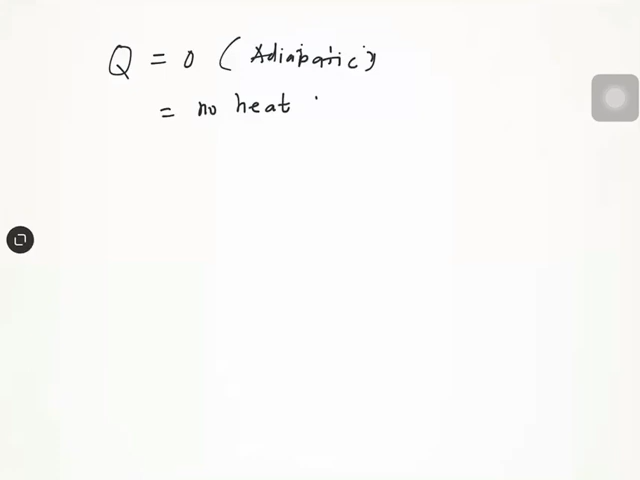 Q = 0 (Adiabatic)
= no heat